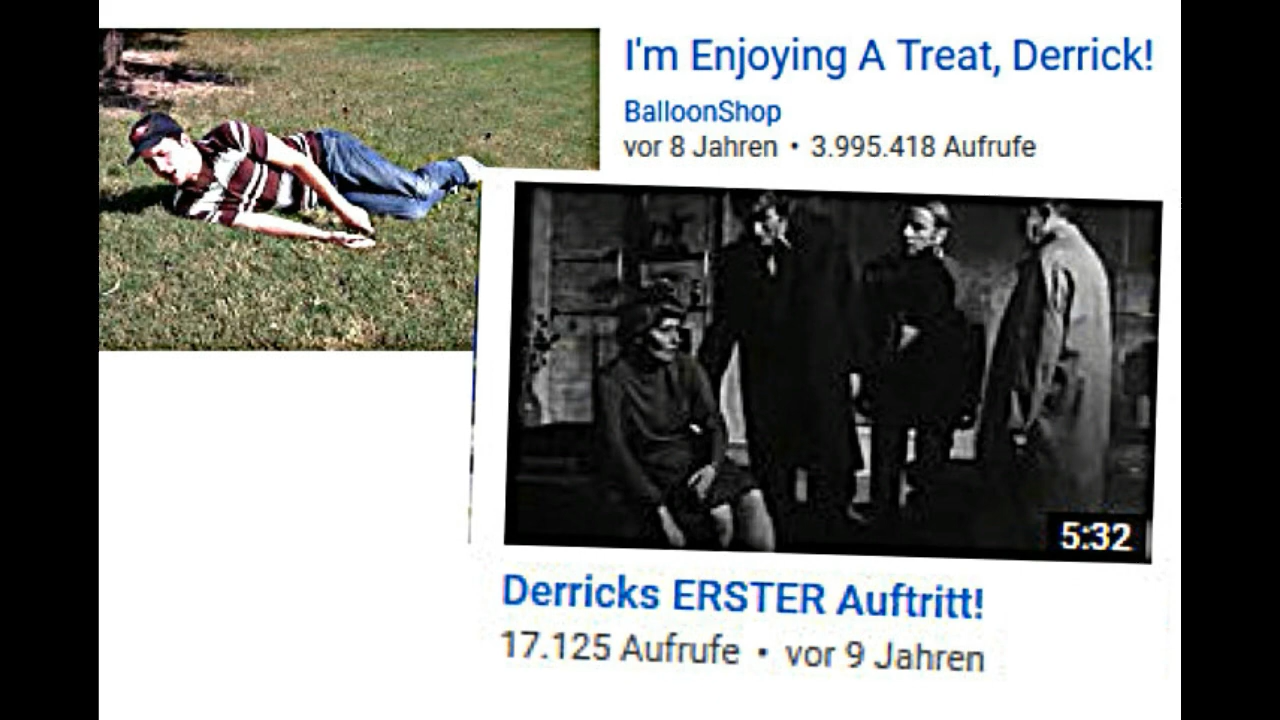 I'm Enjoying A Treat, Derrick!
BalloonShop
vor 8 Jahren • 3.995.418 Aufrufe
5:32
Derricks ERSTER Auftritt!
17.125 Aufrufe • vor 9 Jahren